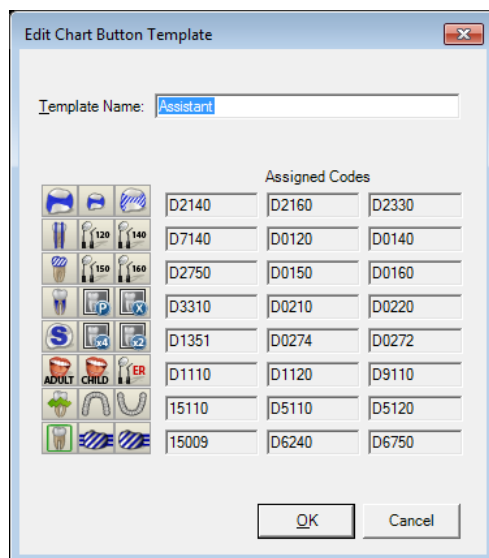 Edit Chart Button Template
Template Name: Assistant
Assigned Codes
D2140 D2160 D2330
120 140 D7140 D0120 D0140
150 160 D2750 D0150 D0160
P X D3310 D0210 D0220
S x4 x2 D1351 D0274 D0272
ADULT CHILD ER D1110 D1120 D9110
15110 D5110 D5120
15009 D6240 D6750
OK Cancel